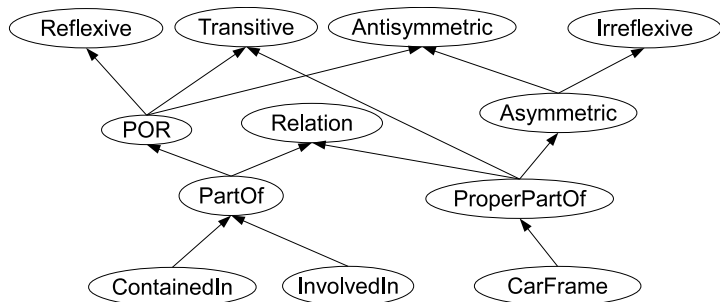 Reflexive
Transitive
Antisymmetric
Irreflexive
POR
Relation
Asymmetric
PartOf
ProperPartOf
ContainedIn
InvolvedIn
CarFrame